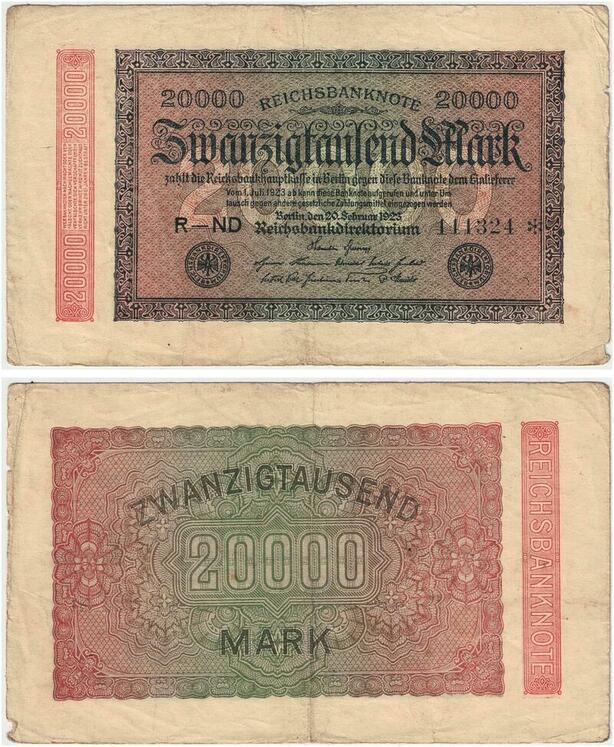 20000 REICHSBANKNOTE 20000
Zwanzigtausend Mark
zahlt die Reichsbankhauptkasse in Berlin gegen diese Banknote dem Einlieferer
Vom 1. Juli 1923 ab kann diese Banknote aufgerufen und unter Um-
tausch gegen andere gesetzliche Zahlungsmittel eingezogen werden
Berlin, den 20. Februar 1923
R—ND Reichsbankdirektorium 111324 *
20000
20000
20000
ZWANZIGTAUSEND
20000
MARK
REICHSBANKNOTE